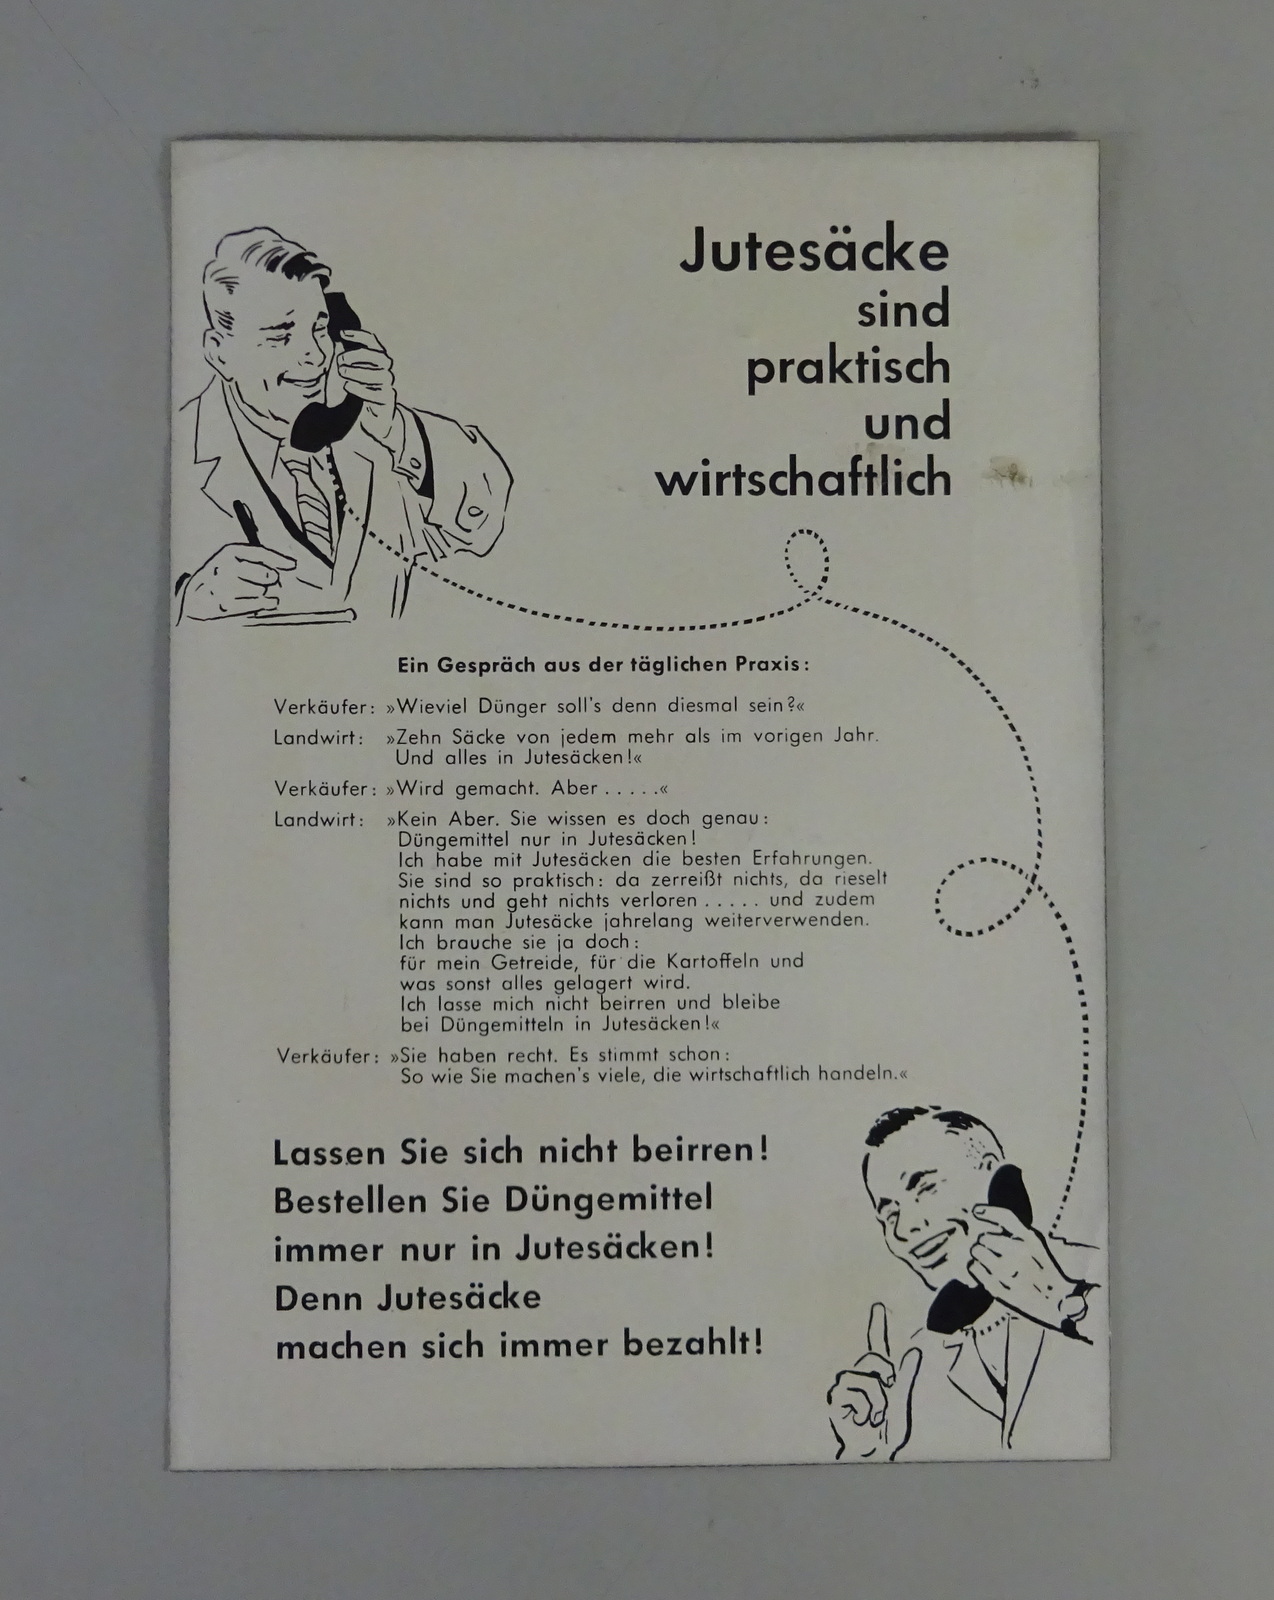 Jutesäcke
sind
praktisch
und
wirtschaftlich
Ein Gespräch aus der täglichen Praxis:
Verkäufer: »Wieviel Dünger soll's denn diesmal sein?«
Landwirt: »Zehn Säcke von jedem mehr als im vorigen Jahr.
Und alles in Jutesäcken!«
Verkäufer: »Wird gemacht. Aber . . . . .«
Landwirt: »Kein Aber. Sie wissen es doch genau:
Düngemittel nur in Jutesäcken!
Ich habe mit Jutesäcken die besten Erfahrungen.
Sie sind so praktisch: da zerreißt nichts, da rieselt
nichts und geht nichts verloren . . . . . und zudem
kann man Jutesäcke jahrelang weiterverwenden.
Ich brauche sie ja doch:
für mein Getreide, für die Kartoffeln und
was sonst alles gelagert wird.
Ich lasse mich nicht beirren und bleibe
bei Düngemitteln in Jutesäcken!«
Verkäufer: »Sie haben recht. Es stimmt schon:
So wie Sie machen's viele, die wirtschaftlich handeln.«
Lassen Sie sich nicht beirren!
Bestellen Sie Düngemittel
immer nur in Jutesäcken!
Denn Jutesäcke
machen sich immer bezahlt!